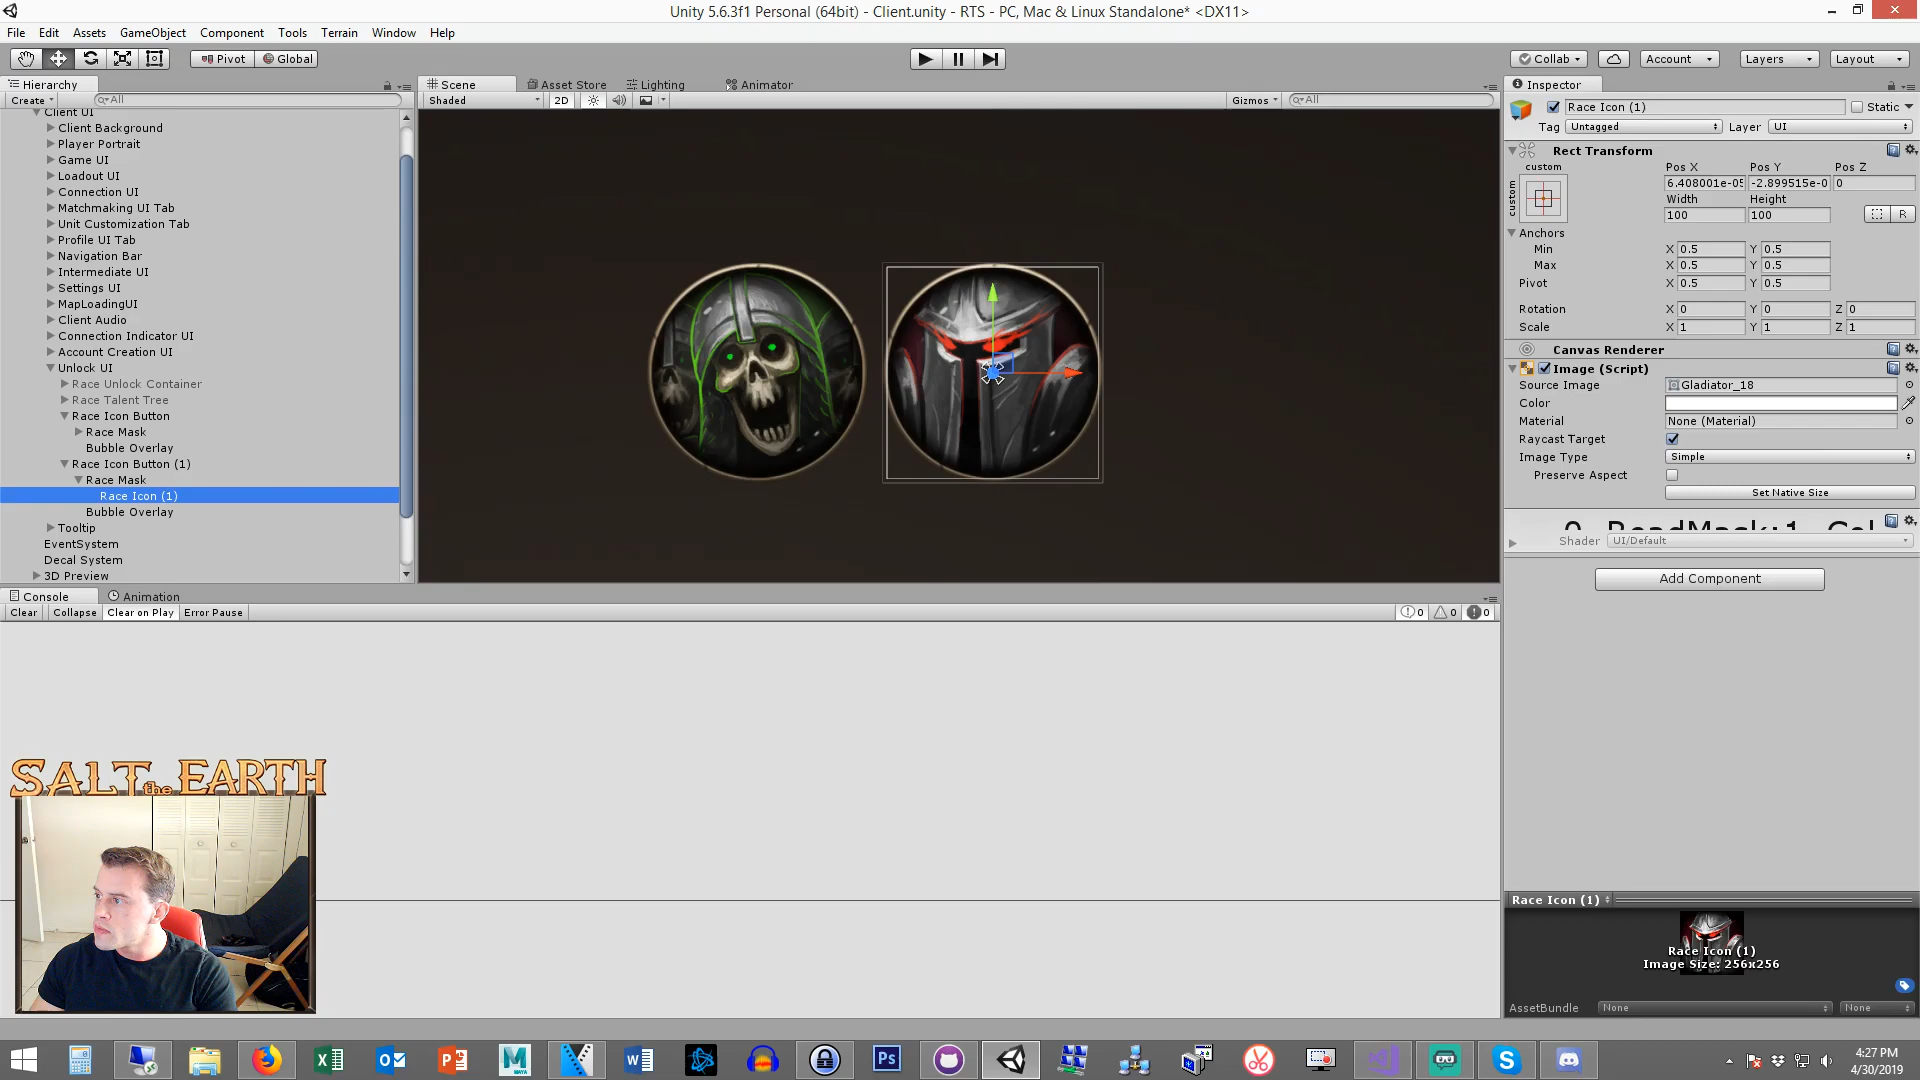 Unity 5.6.3f1 Personal (64bit) - Client.unity - RTS - PC, Mac & Linux Standalone* <DX11>
File Edit Assets GameObject Component Tools Terrain Window Help
Pivot Global Collab Account Layers Layout
Hierarchy
Create All
Client UI
Client Background
Player Portrait
Game UI
Loadout UI
Connection UI
Matchmaking UI Tab
Unit Customization Tab
Profile UI Tab
Navigation Bar
Intermediate UI
Settings UI
MapLoadingUI
Client Audio
Connection Indicator UI
Account Creation UI
Unlock UI
Race Unlock Container
Race Talent Tree
Race Icon Button
Race Mask
Bubble Overlay
Race Icon Button (1)
Race Mask
Race Icon (1)
Bubble Overlay
Tooltip
EventSystem
Decal System
3D Preview
Scene Asset Store Lighting Animator
Shaded 2D Gizmos All
Inspector
Race Icon (1) Static
Tag Untagged Layer UI
Rect Transform
custom Pos X Pos Y Pos Z
custom
6.408001e-05 -2.899515e-0 0
Width Height
100 100 R
Anchors
Min X 0.5 Y 0.5
Max X 0.5 Y 0.5
Pivot X 0.5 Y 0.5
Rotation X 0 Y 0 Z 0
Scale X 1 Y 1 Z 1
Canvas Renderer
Image (Script)
Source Image Gladiator_18
Color
Material None (Material)
Raycast Target
Image Type Simple
Preserve Aspect
Set Native Size
Shader UI/Default
Add Component
Console Animation
Clear Collapse Clear on Play Error Pause 0 0 0
SALT the EARTH
Race Icon (1)
Race Icon (1)
Image Size: 256x256
AssetBundle None None
4:27 PM
4/30/2019